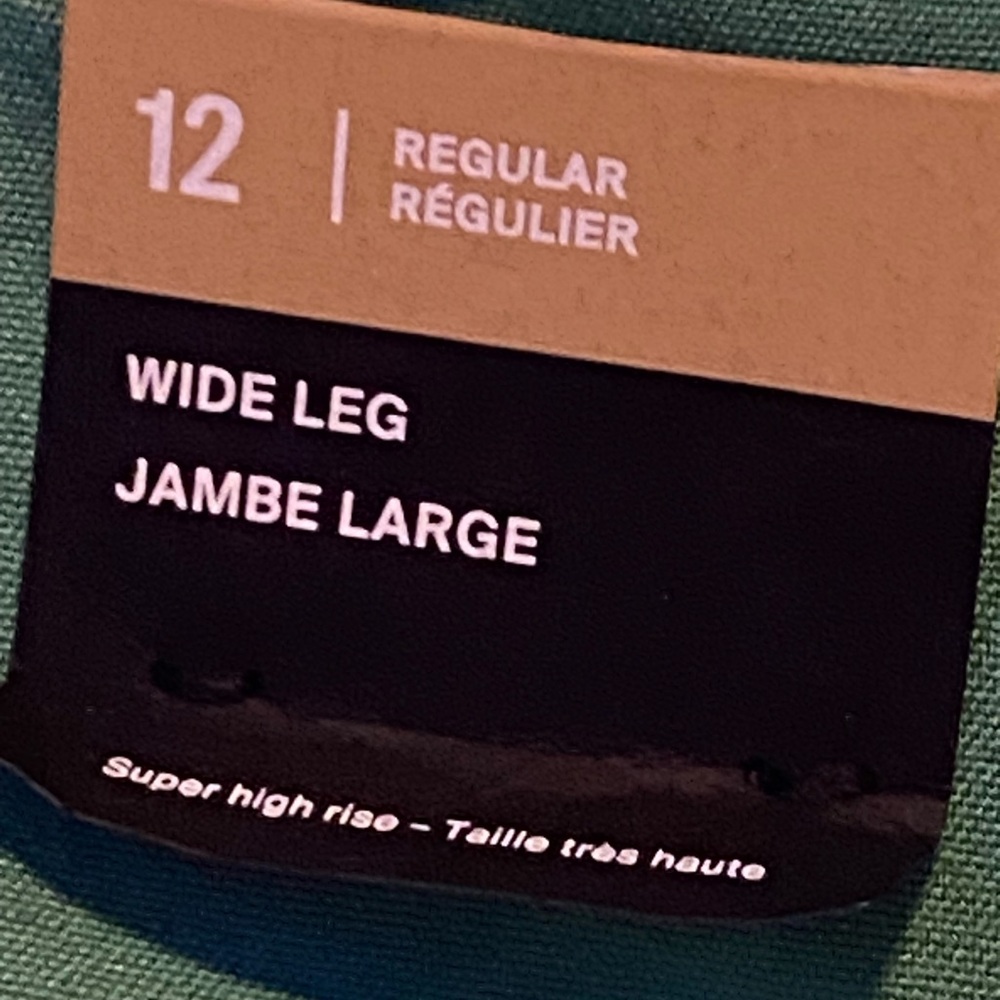 12 | REGULAR
RÉGULIER
WIDE LEG
JAMBE LARGE
Super high rise – Taille très haute